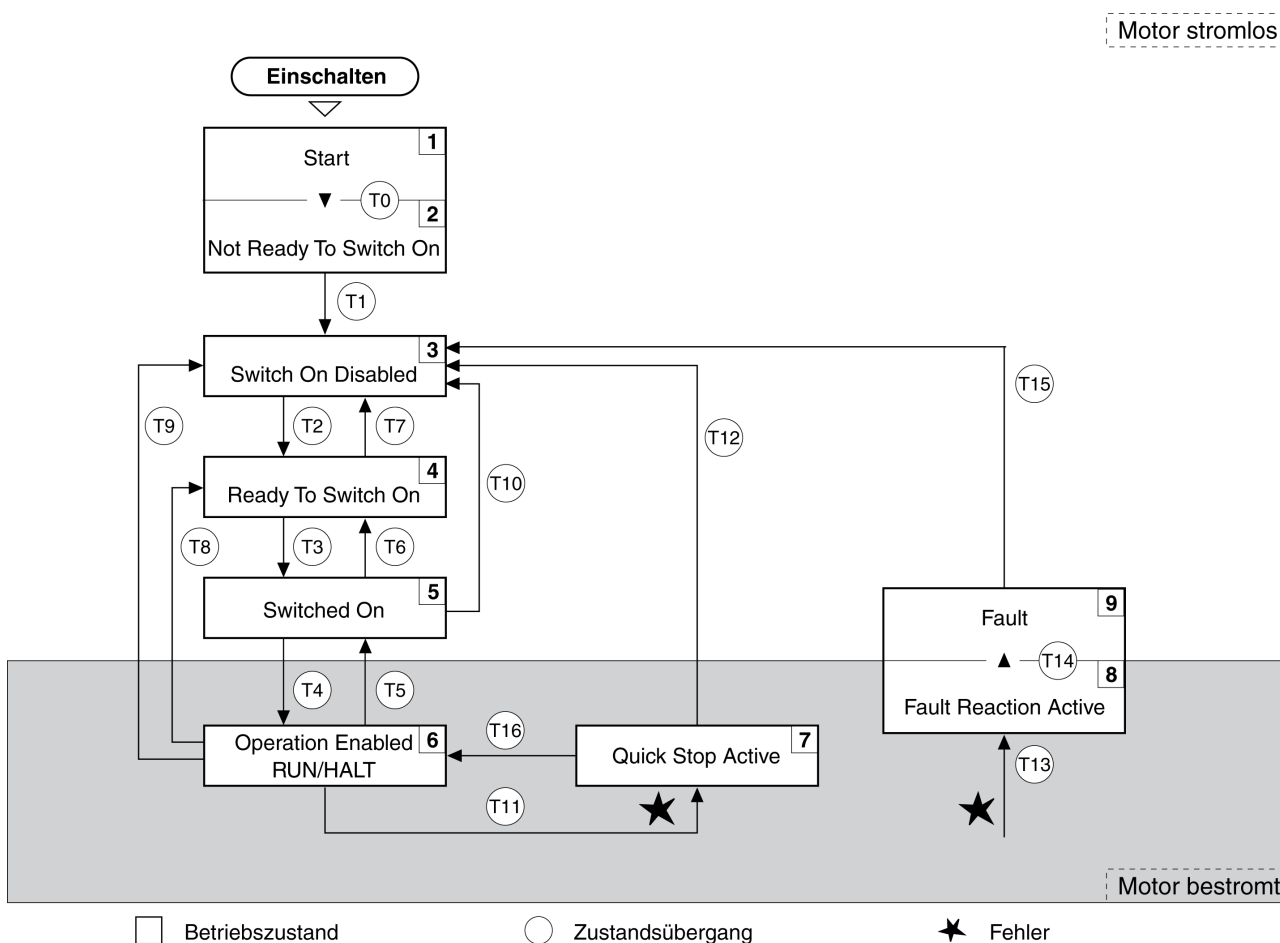 Motor stromlos
Einschalten
1
Start
T0
2
Not Ready To Switch On
T1
3
Switch On Disabled
T15
T9
T2
T7
T12
4
Ready To Switch On
T10
T8
T3
T6
5
Switched On
9
Fault
T14
8
Fault Reaction Active
T4
T5
Operation Enabled
RUN/HALT
6
T16
7
Quick Stop Active
T13
T11
Motor bestromt
Betriebszustand
Zustandsübergang
Fehler